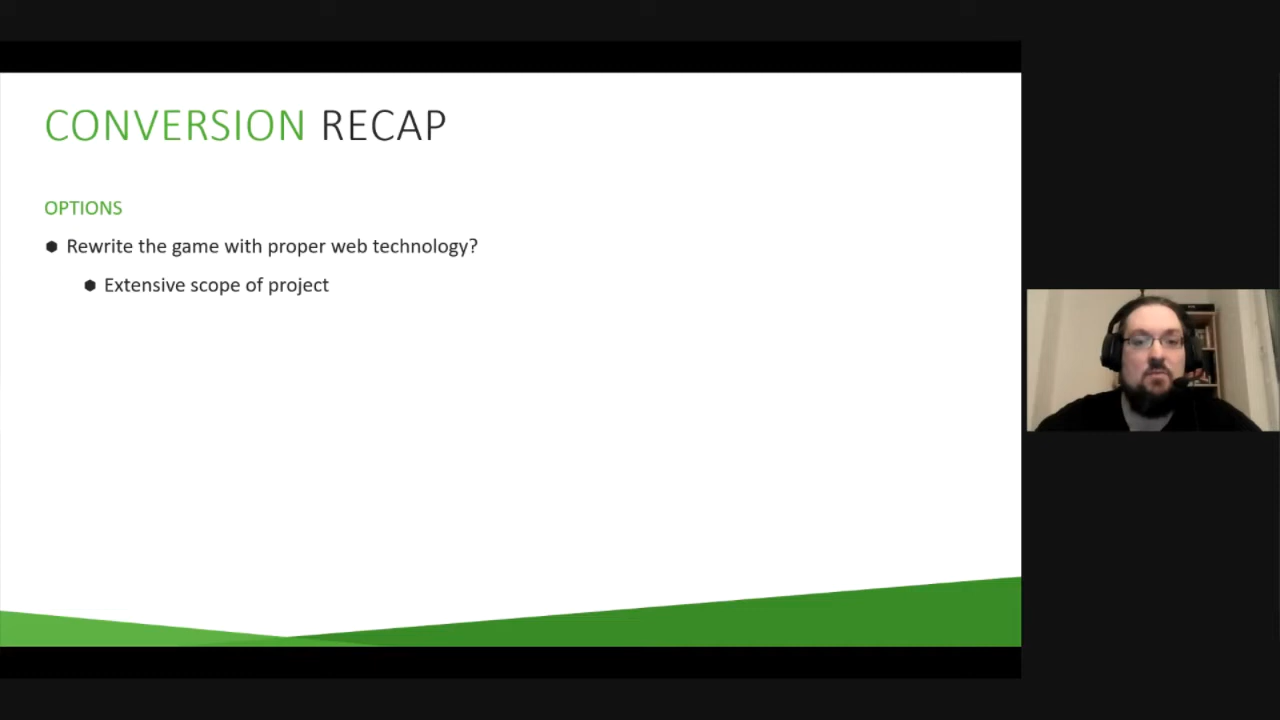 CONVERSION RECAP
OPTIONS
Rewrite the game with proper web technology?
Extensive scope of project